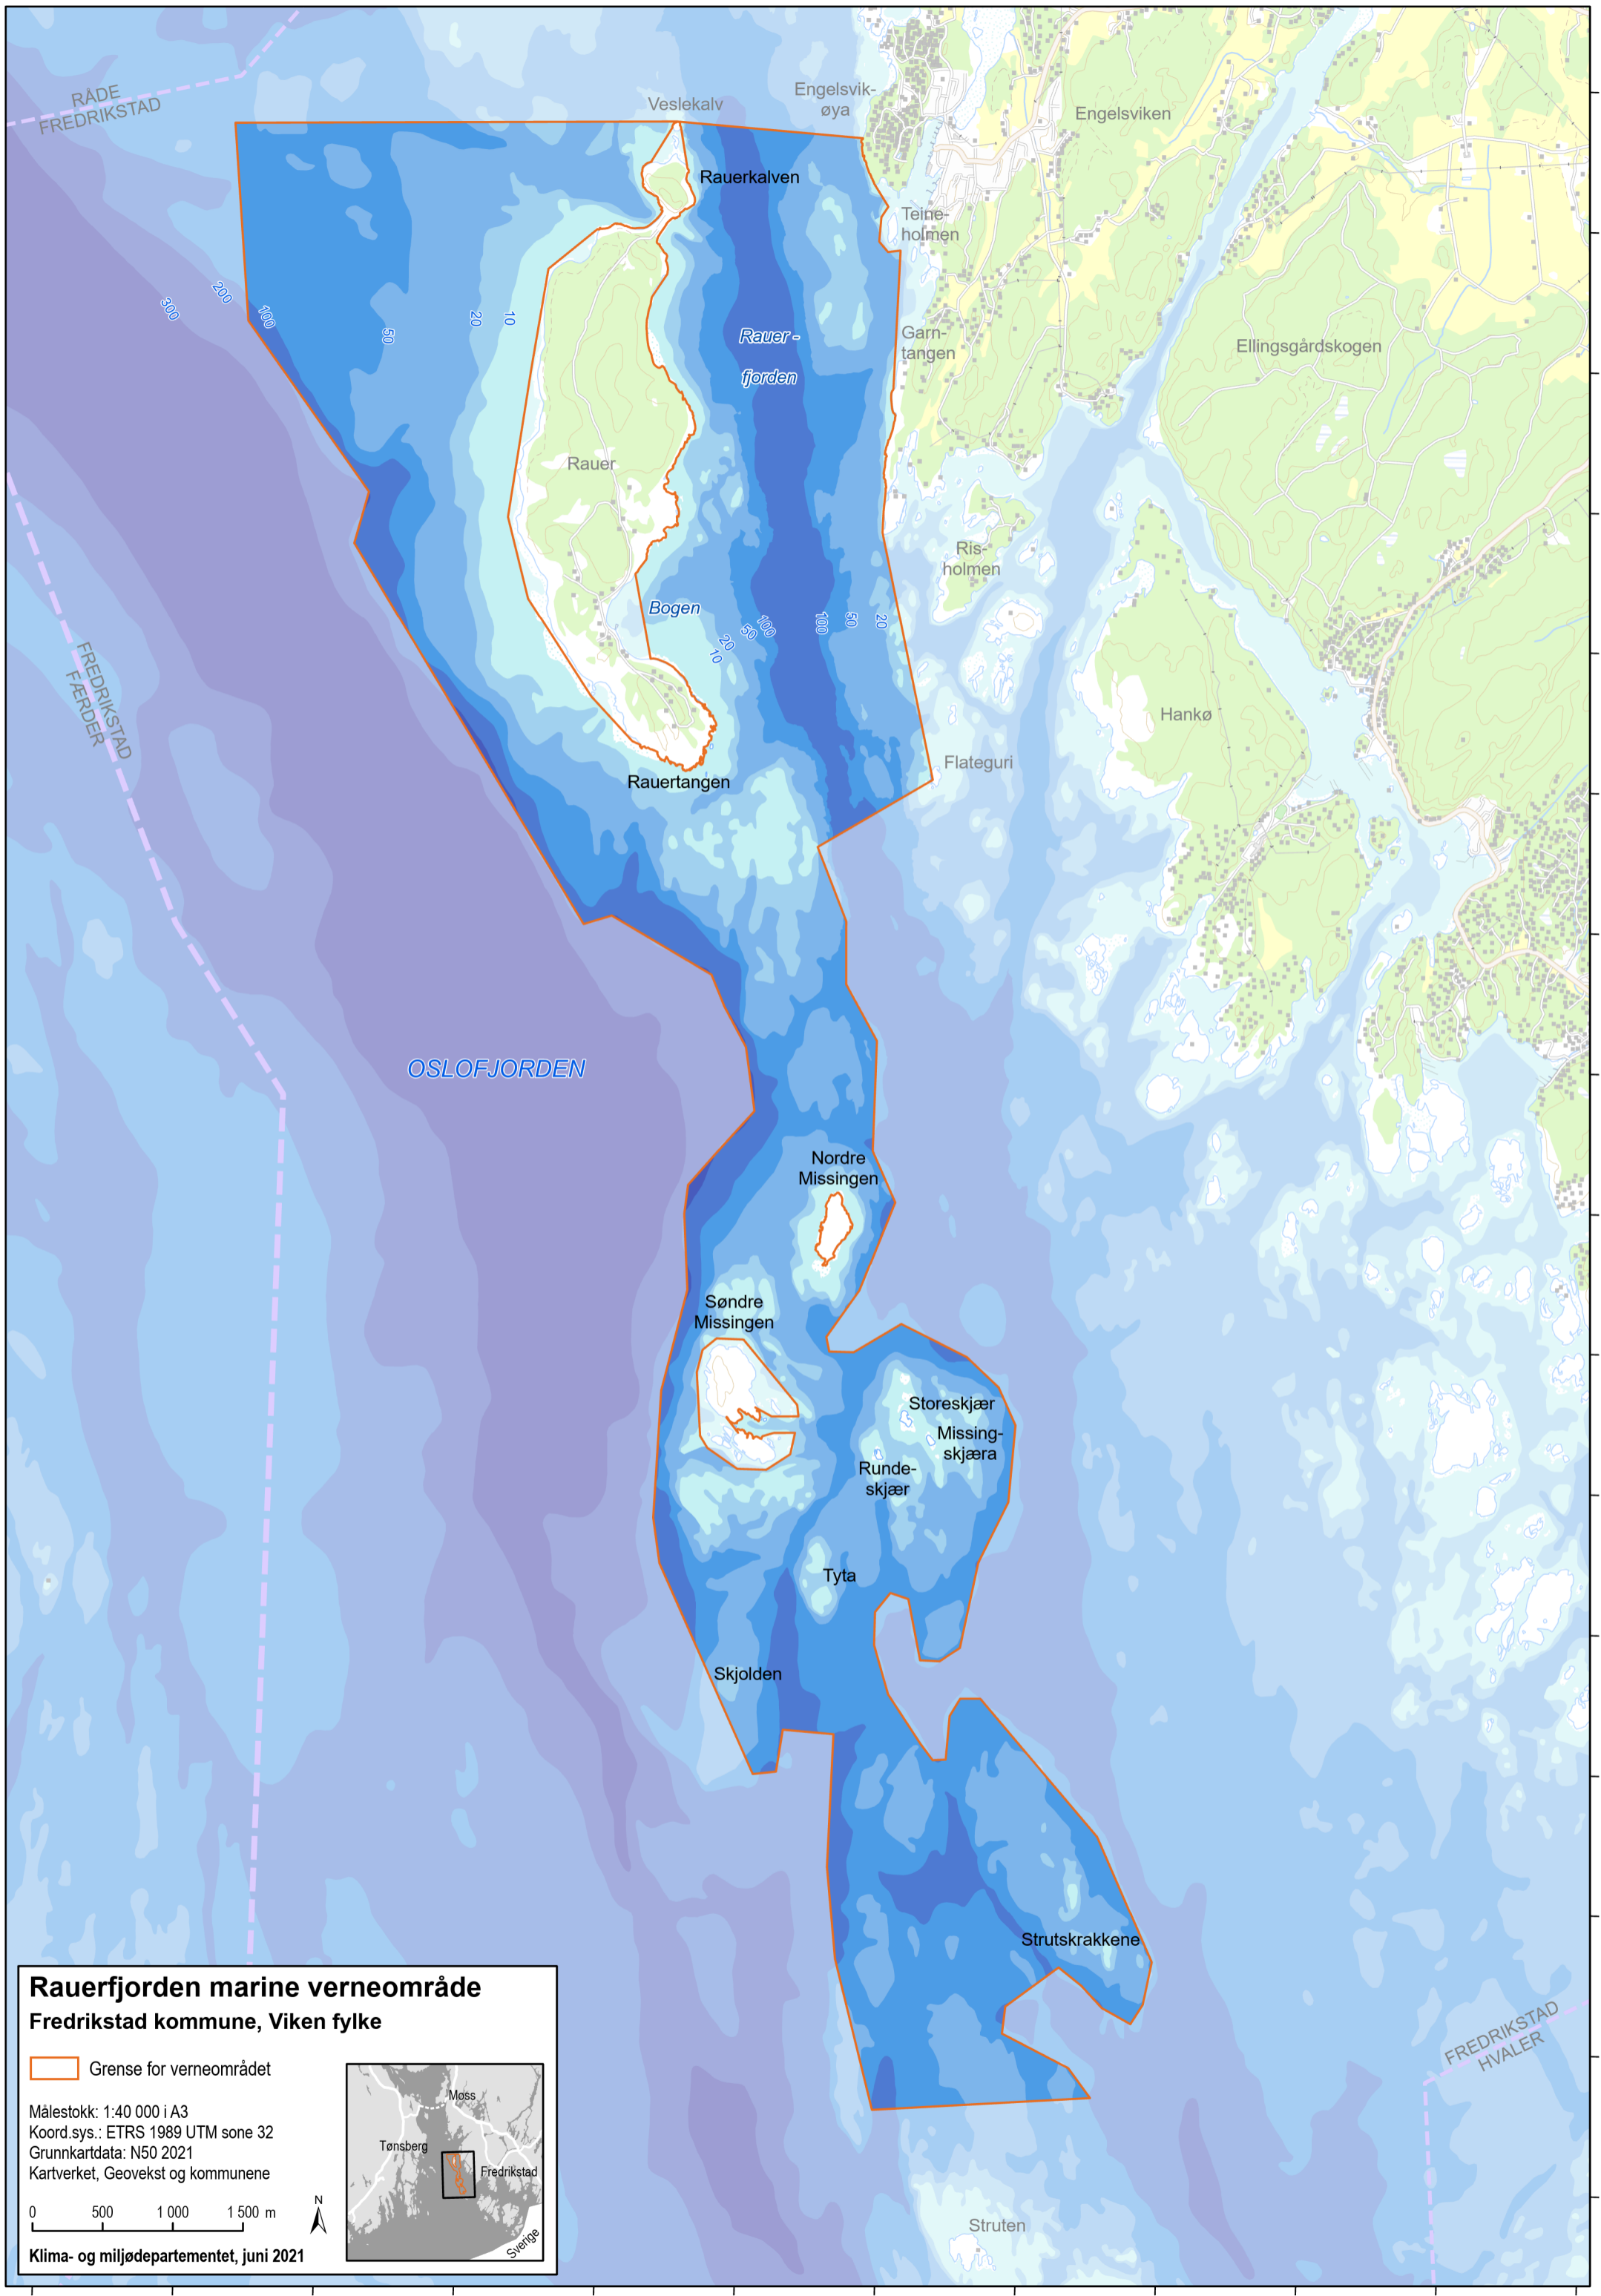 RÅDE
FREDRIKSTAD
Veslekalv
Engelsvik-
øya
Engelsviken
Rauerkalven
Teine-
holmen
300
200
100
50
20
10
Rauer -
fjorden
Garn-
tangen
Ellingsgårdskogen
Rauer
Ris-
holmen
Bogen
10
20
50
100
100
50
20
FREDRIKSTAD
FÆRDER
Hankø
Flateguri
Rauertangen
OSLOFJORDEN
Nordre
Missingen
Søndre
Missingen
Storeskjær
Missing-
skjæra
Runde-
skjær
Tyta
Skjolden
Strutskrakkene
FREDRIKSTAD
HVALER
Struten
Rauerfjorden marine verneområde
Fredrikstad kommune, Viken fylke
Grense for verneområdet
Målestokk: 1:40 000 i A3
Koord.sys.: ETRS 1989 UTM sone 32
Grunnkartdata: N50 2021
Kartverket, Geovekst og kommunene
0 500 1 000 1 500 m
N
Klima- og miljødepartementet, juni 2021
Moss
Tønsberg
Fredrikstad
Sverige